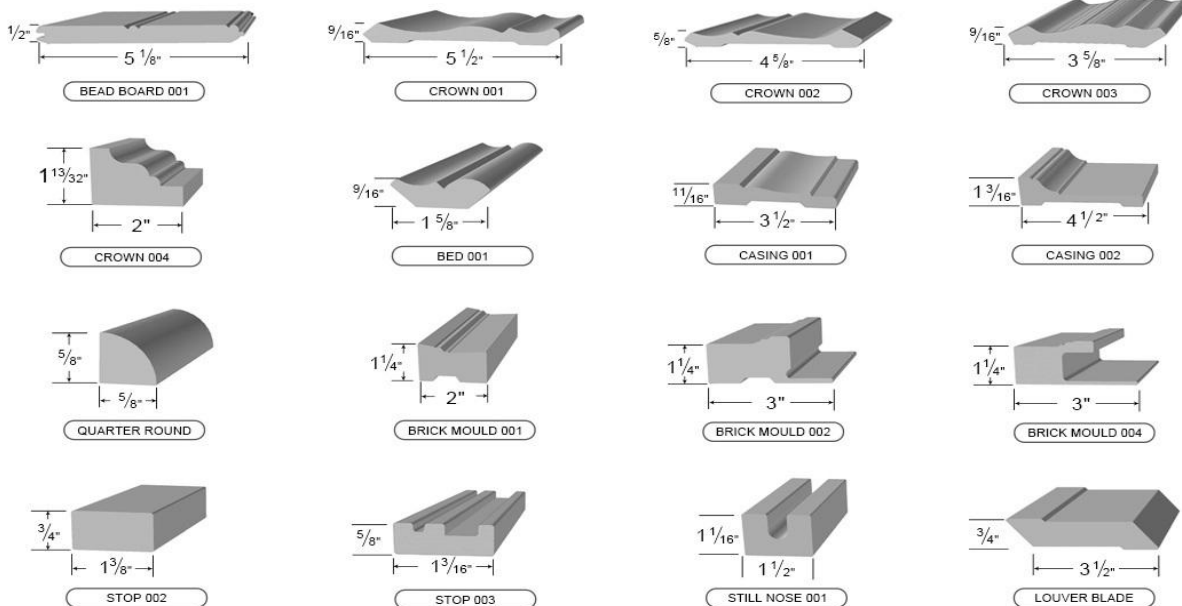 1/2"
5 1/8"
BEAD BOARD 001
9/16"
5 1/2"
CROWN 001
5/8"
4 5/8"
CROWN 002
9/16"
3 5/8"
CROWN 003
1 13/32"
2"
CROWN 004
9/16"
1 5/8"
BED 001
11/16"
3 1/2"
CASING 001
1 3/16"
4 1/2"
CASING 002
5/8"
5/8"
QUARTER ROUND
1 1/4"
2"
BRICK MOULD 001
1 1/4"
3"
BRICK MOULD 002
1 1/4"
3"
BRICK MOULD 004
3/4"
1 3/8"
STOP 002
5/8"
1 3/16"
STOP 003
1 1/16"
1 1/2"
STILL NOSE 001
3/4"
3 1/2"
LOUVER BLADE